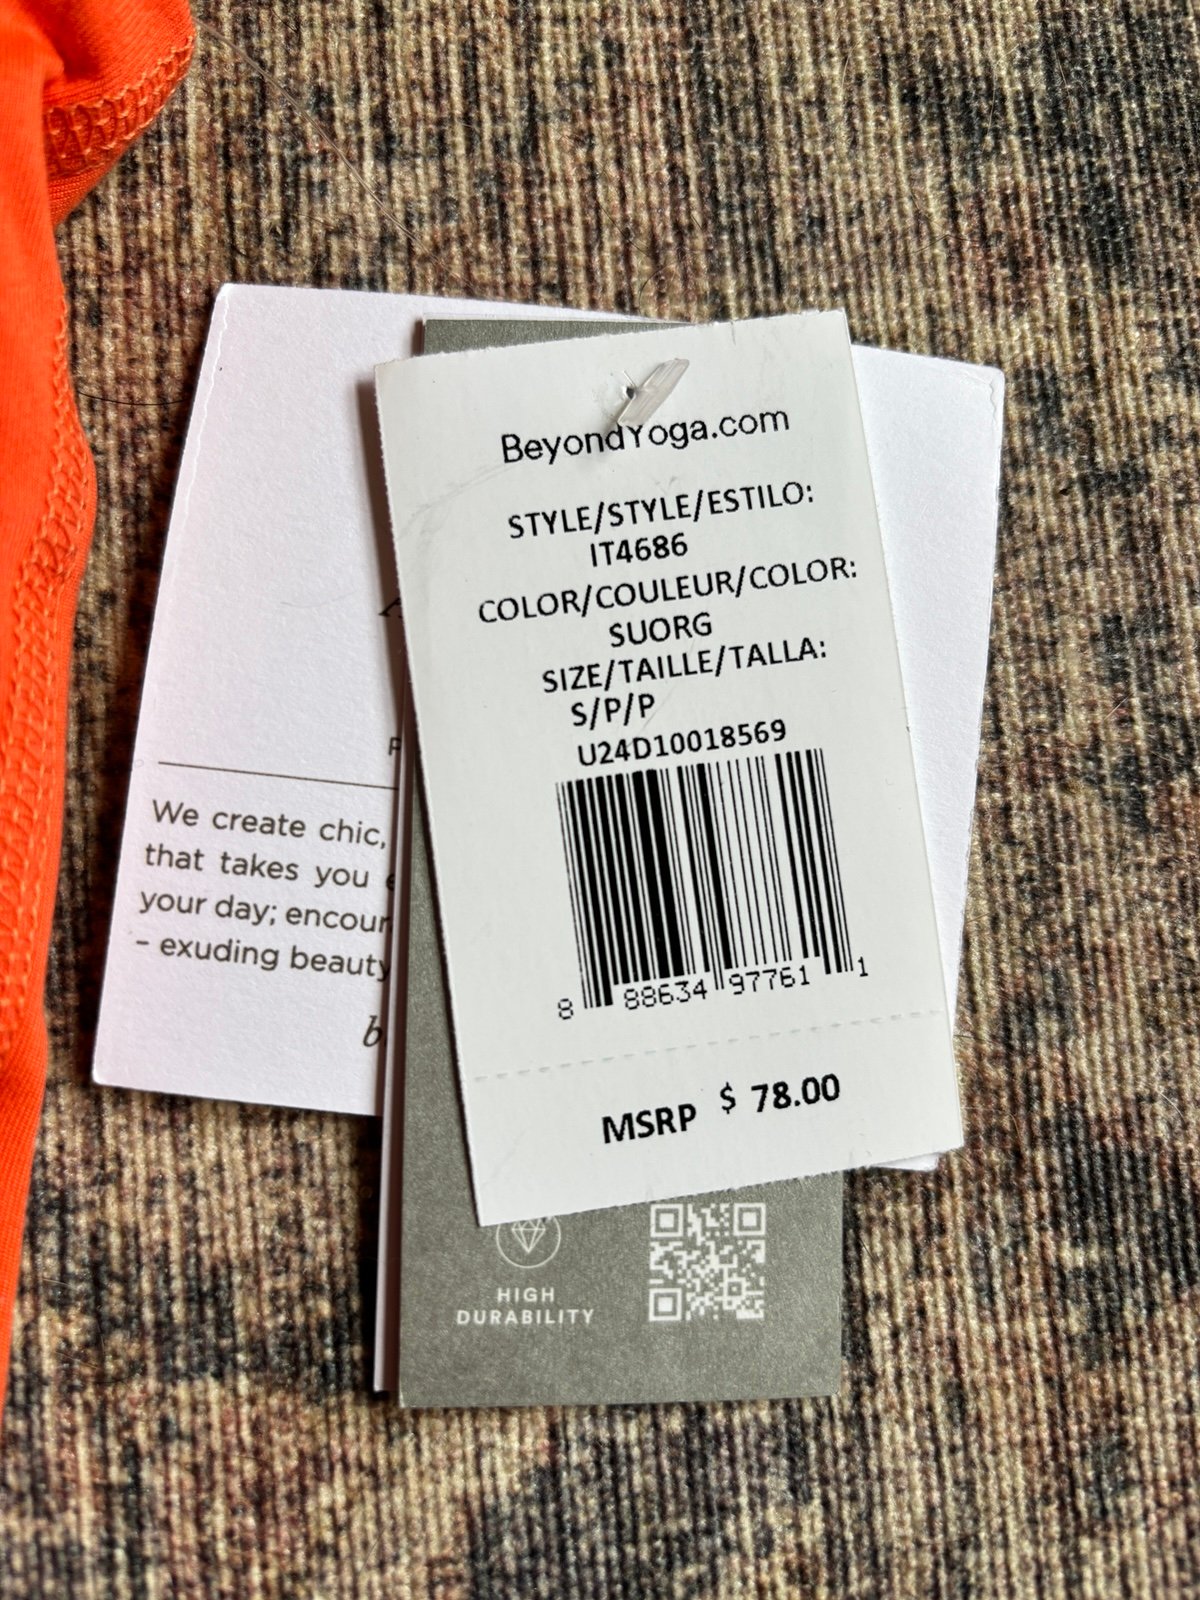 BeyondYoga.com
STYLE/STYLE/ESTILO:
IT4686
COLOR/COULEUR/COLOR:
SUORG
SIZE/TAILLE/TALLA:
S/P/P
U24D10018569
8 88634 97761 1
MSRP $ 78.00
We create chic,
that takes you
your day; encour
- exuding beauty
b
HIGH
DURABILITY